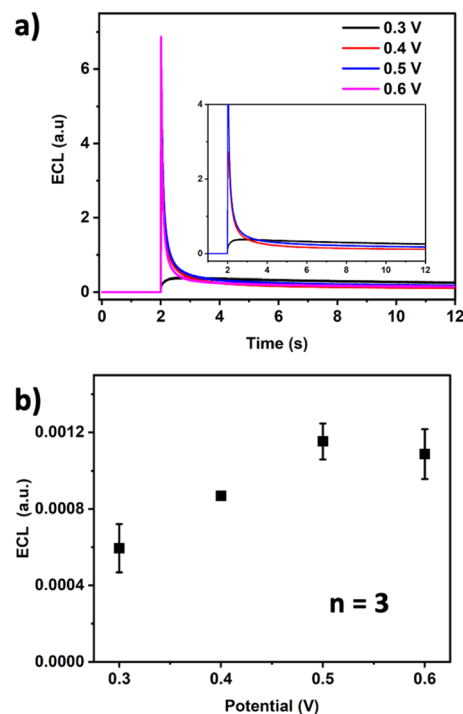 a)
0.3 V
0.4 V
0.5 V
0.6 V
ECL (a.u)
0
2
4
6
0
1
2
3
4
2
4
6
8
10
12
0
2
4
6
8
10
12
Time (s)
b)
ECL (a.u.)
0.0012
0.0008
0.0004
0.0000
n = 3
0.3
0.4
0.5
0.6
Potential (V)